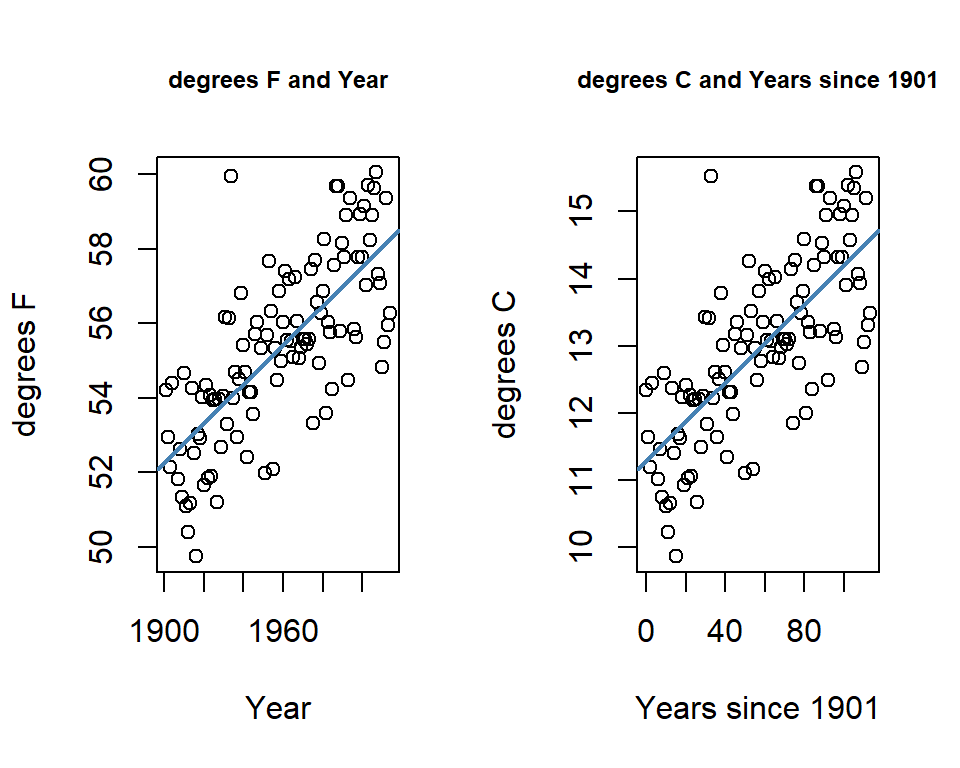 degrees F and Year
degrees F
60
58
56
54
52
50
1900 1960
Year
degrees C and Years since 1901
degrees C
15
14
13
12
11
10
0 40 80
Years since 1901